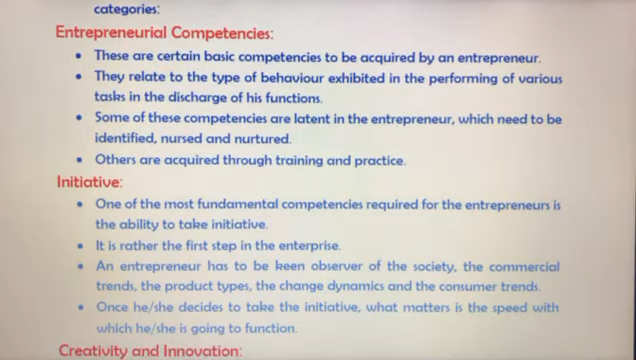 categories:
Entrepreneurial Competencies:
• These are certain basic competencies to be acquired by an entrepreneur.
• They relate to the type of behaviour exhibited in the performing of various
tasks in the discharge of his functions.
• Some of these competencies are latent in the entrepreneur, which need to be
identified, nursed and nurtured.
• Others are acquired through training and practice.
Initiative:
• One of the most fundamental competencies required for the entrepreneurs is
the ability to take initiative.
• It is rather the first step in the enterprise.
• An entrepreneur has to be keen observer of the society, the commercial
trends, the product types, the change dynamics and the consumer trends.
• Once he/she decides to take the initiative, what matters is the speed with
which he/she is going to function.
Creativity and Innovation: